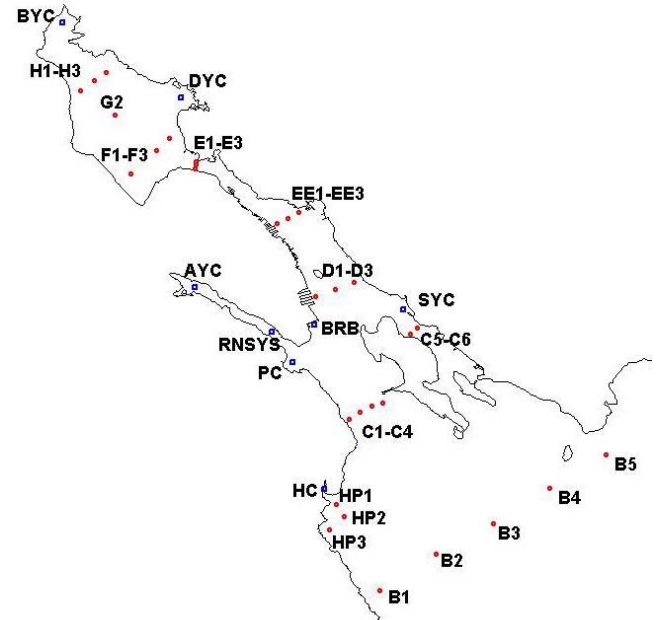 BYC
H1-H3
DYC
G2
E1-E3
F1-F3
EE1-EE3
AYC
D1-D3
SYC
BRB
RNSYS
C5-C6
PC
C1-C4
B5
HC
HP1
B4
HP2
B3
HP3
B2
B1